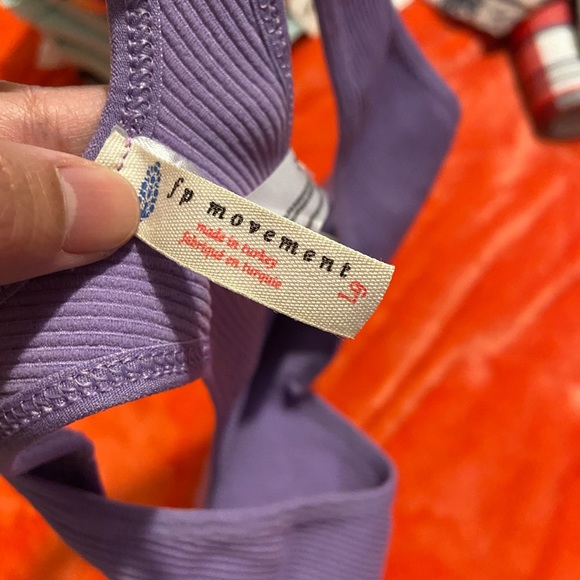 fp movement
made in turkey
fabriqué en turquie